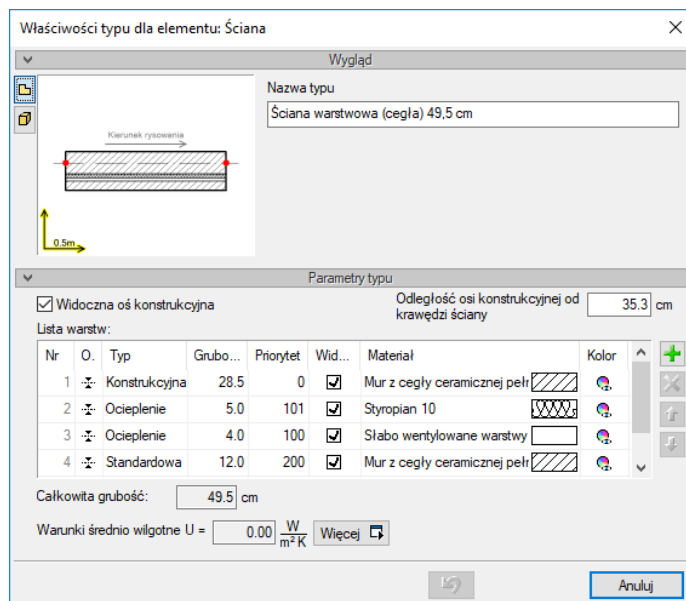 Właściwości typu dla elementu: Ściana
Wygląd
Nazwa typu
Ściana warstwowa (cegła) 49,5 cm
Kierunek rysowania
0.5m
Parametry typu
Widoczna oś konstrukcyjna
Odległość osi konstrukcyjnej od
krawędzi ściany
35.3 cm
Lista warstw:
Nr O. Typ Grubo... Priorytet Wid... Materiał Kolor
1 Konstrukcyjna 28.5 0 Mur z cegły ceramicznej pełr
2 Ocieplenie 5.0 101 Styropian 10
3 Ocieplenie 4.0 100 Słabo wentylowane warstwy
4 Standardowa 12.0 200 Mur z cegły ceramicznej pełr
Całkowita grubość: 49.5 cm
Warunki średnio wilgotne U = 0.00 W
m² K
Więcej
Anuluj